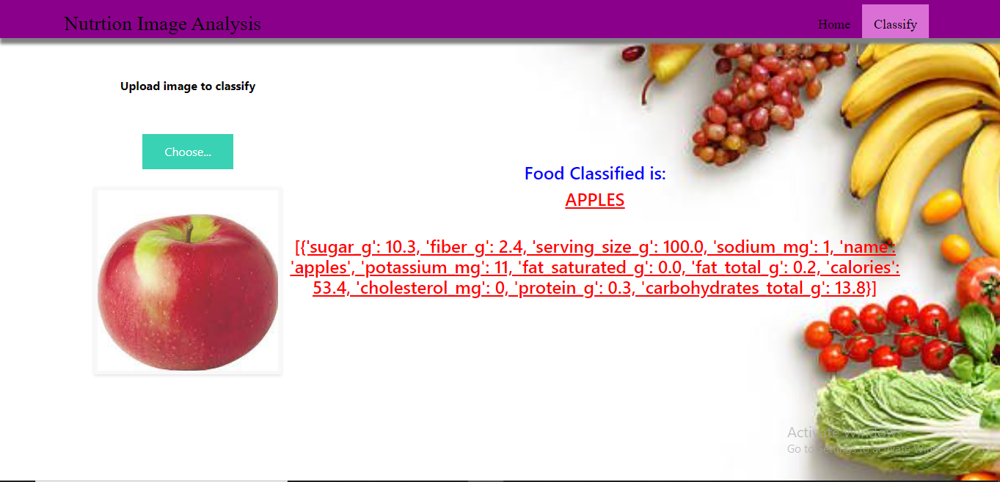 Nutrtion Image Analysis
Home
Classify
Upload image to classify
Choose...
Food Classified is:
APPLES
[{'sugar_g': 10.3, 'fiber_g': 2.4, 'serving_size_g': 100.0, 'sodium_mg': 1, 'name':
'apples', 'potassium_mg': 11, 'fat_saturated_g': 0.0, 'fat_total_g': 0.2, 'calories':
53.4, 'cholesterol_mg': 0, 'protein_g': 0.3, 'carbohydrates_total_g': 13.8}]
Activate Windows
Go to Settings to activate Windows.